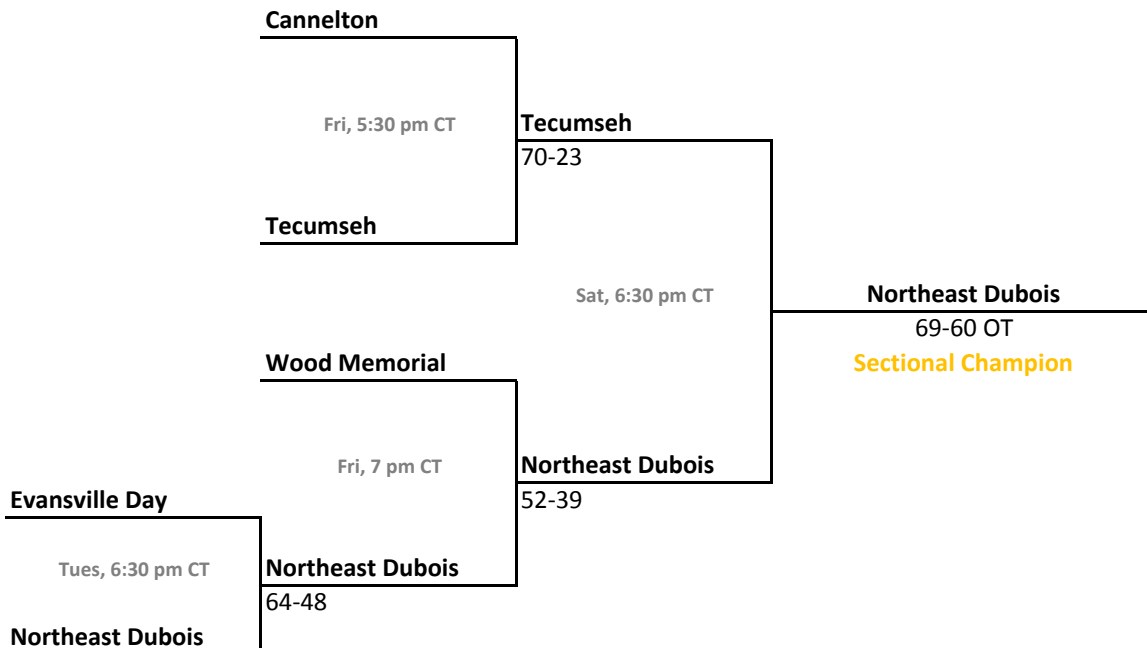 Cannelton
Fri, 5:30 pm CT
Tecumseh
70-23
Tecumseh
Sat, 6:30 pm CT
Northeast Dubois
69-60 OT
Wood Memorial
Sectional Champion
Fri, 7 pm CT
Northeast Dubois
52-39
Evansville Day
Tues, 6:30 pm CT
Northeast Dubois
64-48
Northeast Dubois